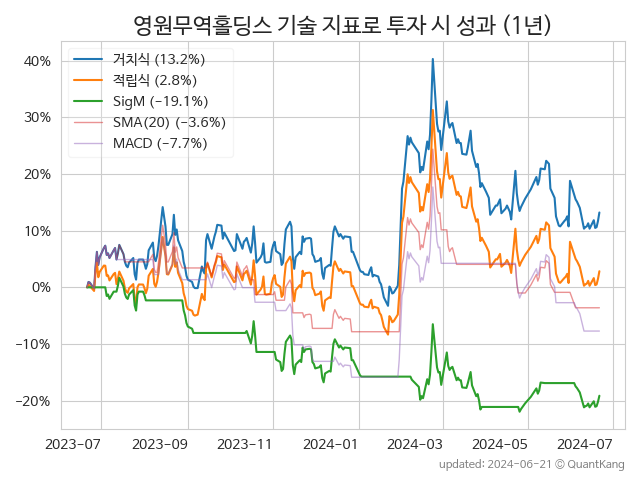 영원무역홀딩스 기술 지표로 투자 시 성과 (1년)
거치식 (13.2%)
적립식 (2.8%)
SigM (−19.1%)
SMA(20) (−3.6%)
MACD (−7.7%)
40%
30%
20%
10%
0%
−10%
−20%
2023-07 2023-09 2023-11 2024-01 2024-03 2024-05 2024-07
updated: 2024-06-21 © QuantKang